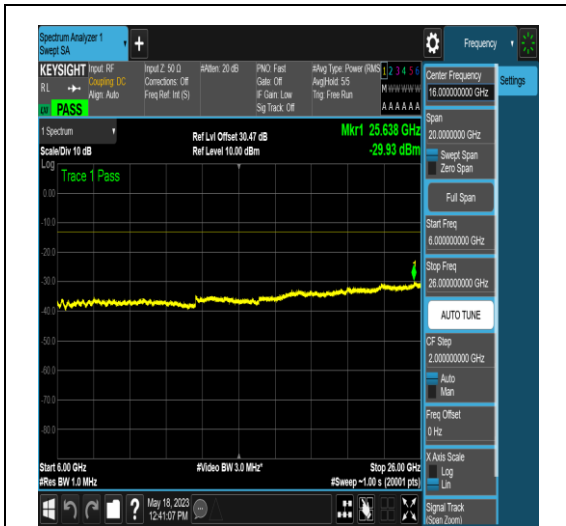 Spectrum Analyzer 1
Swept SA
+
Frequency
KEYSIGHT
RL
Input: RF
Coupling: DC
Align: Auto
Input Z: 50 Ω
Corrections: Off
Freq Ref: Int (S)
#Atten: 20 dB
PNO: Fast
Gate: Off
IF Gain: Low
Sig Track: Off
#Avg Type: Power (RMS
Avg|Hold: 5/5
Trig: Free Run
1 2 3 4 5 6
M W W W W W
A A A A A A
PASS
1 Spectrum
Scale/Div 10 dB
Ref Lvl Offset 30.47 dB
Ref Level 10.00 dBm
Mkr1 25.638 GHz
-29.93 dBm
Log
Trace 1 Pass
0.00
-10.0
-20.0
-30.0
-40.0
-50.0
-60.0
-70.0
-80.0
1
Start 6.00 GHz
#Res BW 1.0 MHz
#Video BW 3.0 MHz*
Stop 26.00 GHz
#Sweep ~1.00 s (20001 pts)
May 18, 2023
12:41:07 PM
Center Frequency
16.000000000 GHz
Settings
Span
20.0000000 GHz
Swept Span
Zero Span
Full Span
Start Freq
6.000000000 GHz
Stop Freq
26.000000000 GHz
AUTO TUNE
CF Step
2.000000000 GHz
Auto
Man
Freq Offset
0 Hz
X Axis Scale
Log
Lin
Signal Track
(Span Zoom)